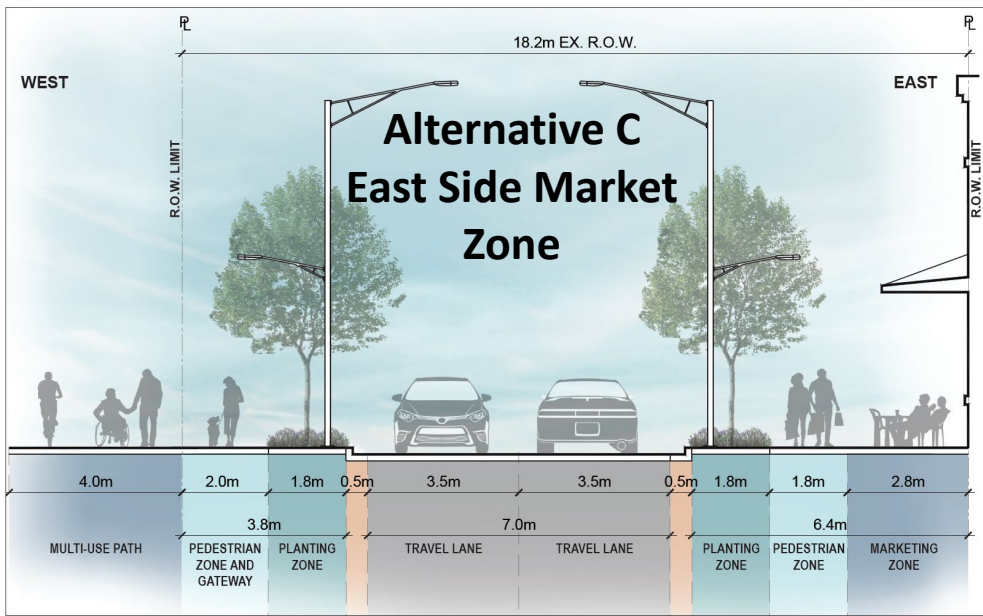 PL
PL
18.2m EX. R.O.W.
WEST
EAST
Alternative C
East Side Market
Zone
R.O.W. LIMIT
R.O.W. LIMIT
4.0m
2.0m
1.8m
0.5m
3.5m
3.5m
0.5m
1.8m
1.8m
2.8m
3.8m
7.0m
6.4m
MULTI-USE PATH
PEDESTRIAN
ZONE AND
GATEWAY
PLANTING
ZONE
TRAVEL LANE
TRAVEL LANE
PLANTING
ZONE
PEDESTRIAN
ZONE
MARKETING
ZONE